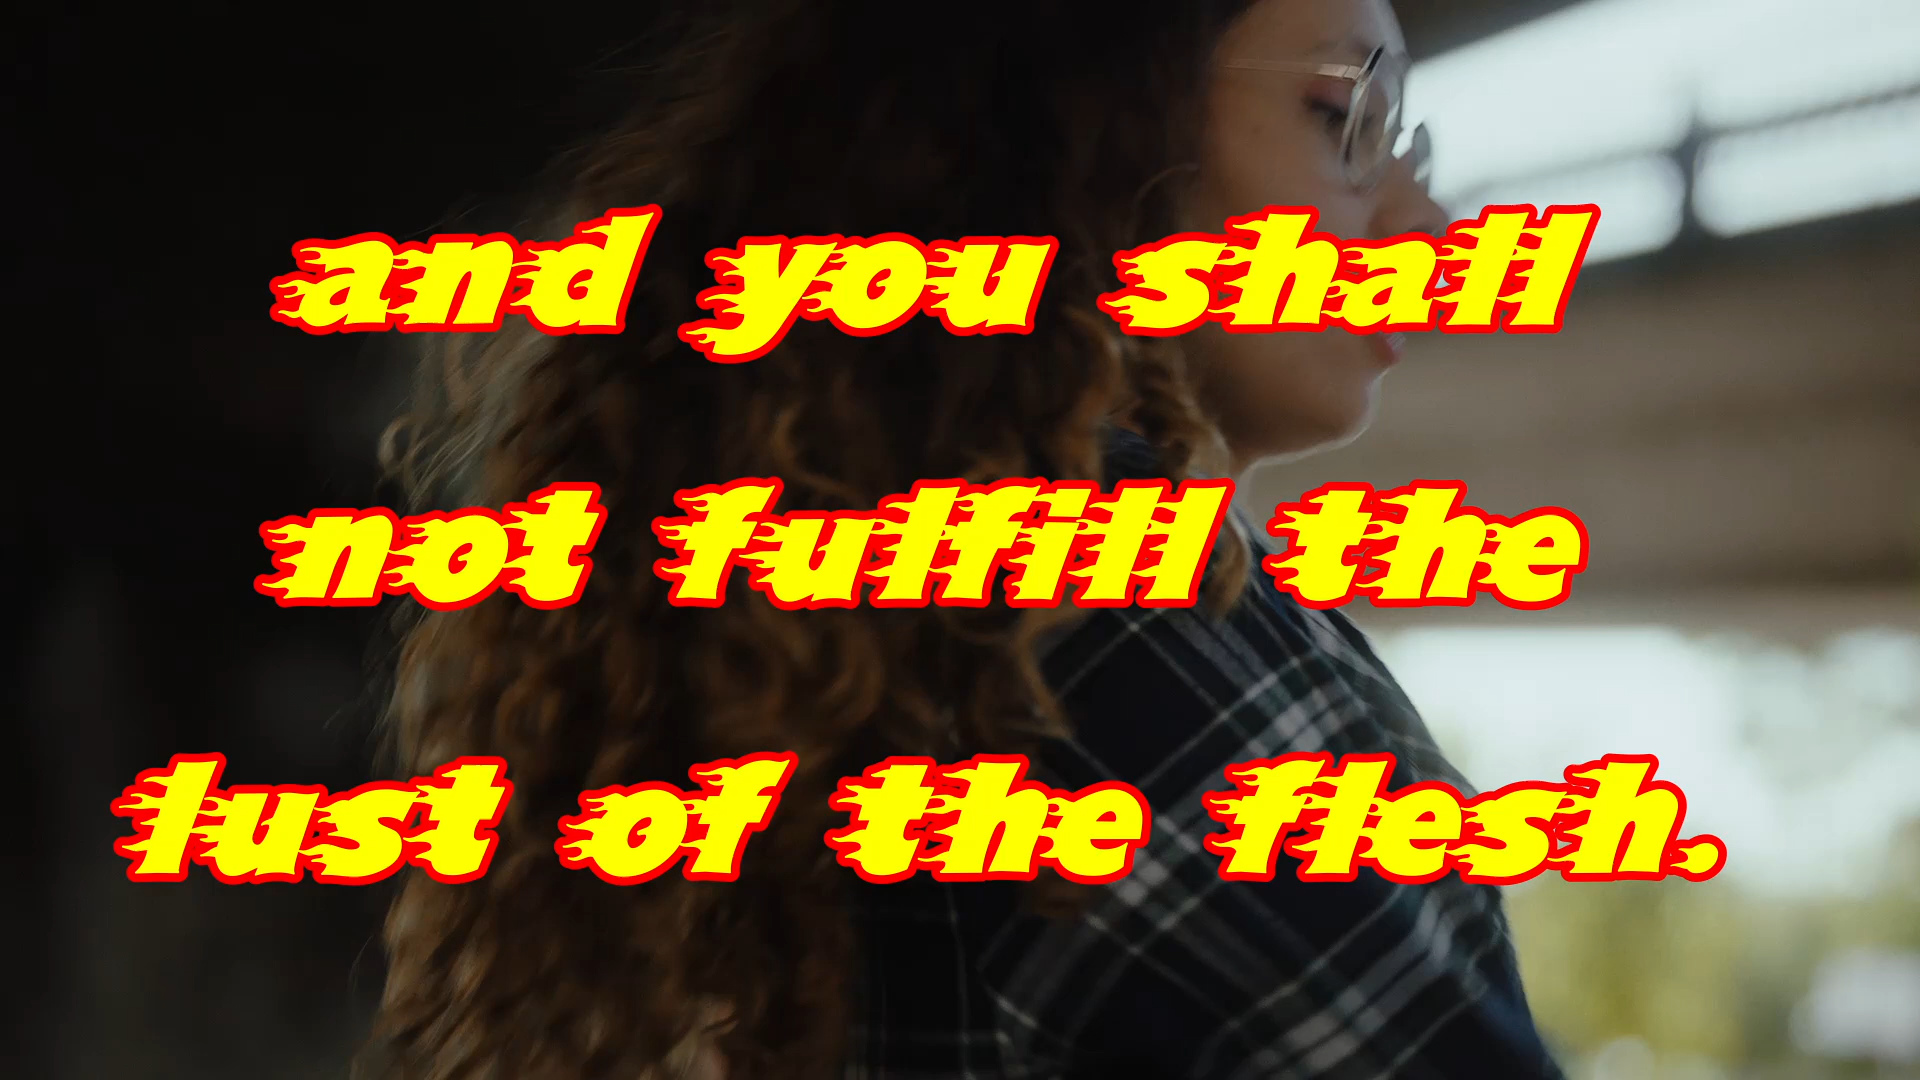 and you shall
not fulfill the
lust of the flesh.